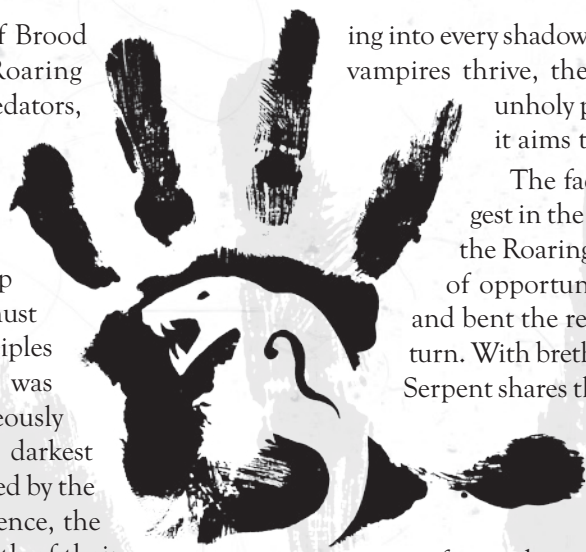 f Brood
Roaring
edators,
p
ust
iples
was
eously
darkest
ed by the
ence, the
ing into every shadow
vampires thrive, the
unholy p
it aims t
The fac
gest in the
the Roaring
of opportun
and bent the re
turn. With breth
Serpent shares th